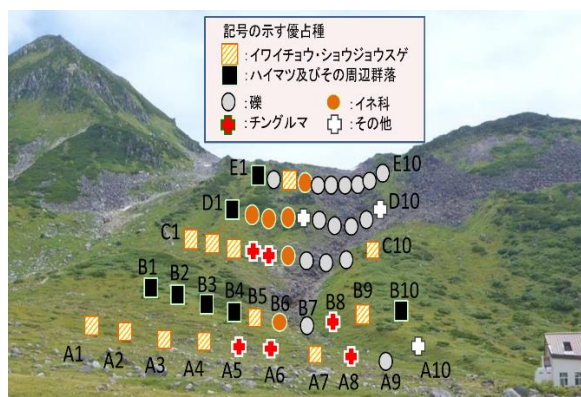 記号の示す優占種
:イワイチョウ・ショウジョウスゲ
:ハイマツ及びその周辺群落
:礫 :イネ科
:チングルマ :その他
E1 E10
D1 D10
C1 C10
B1 B2 B3 B4 B5 B6 B7 B8 B9 B10
A1 A2 A3 A4 A5 A6 A7 A8 A9 A10